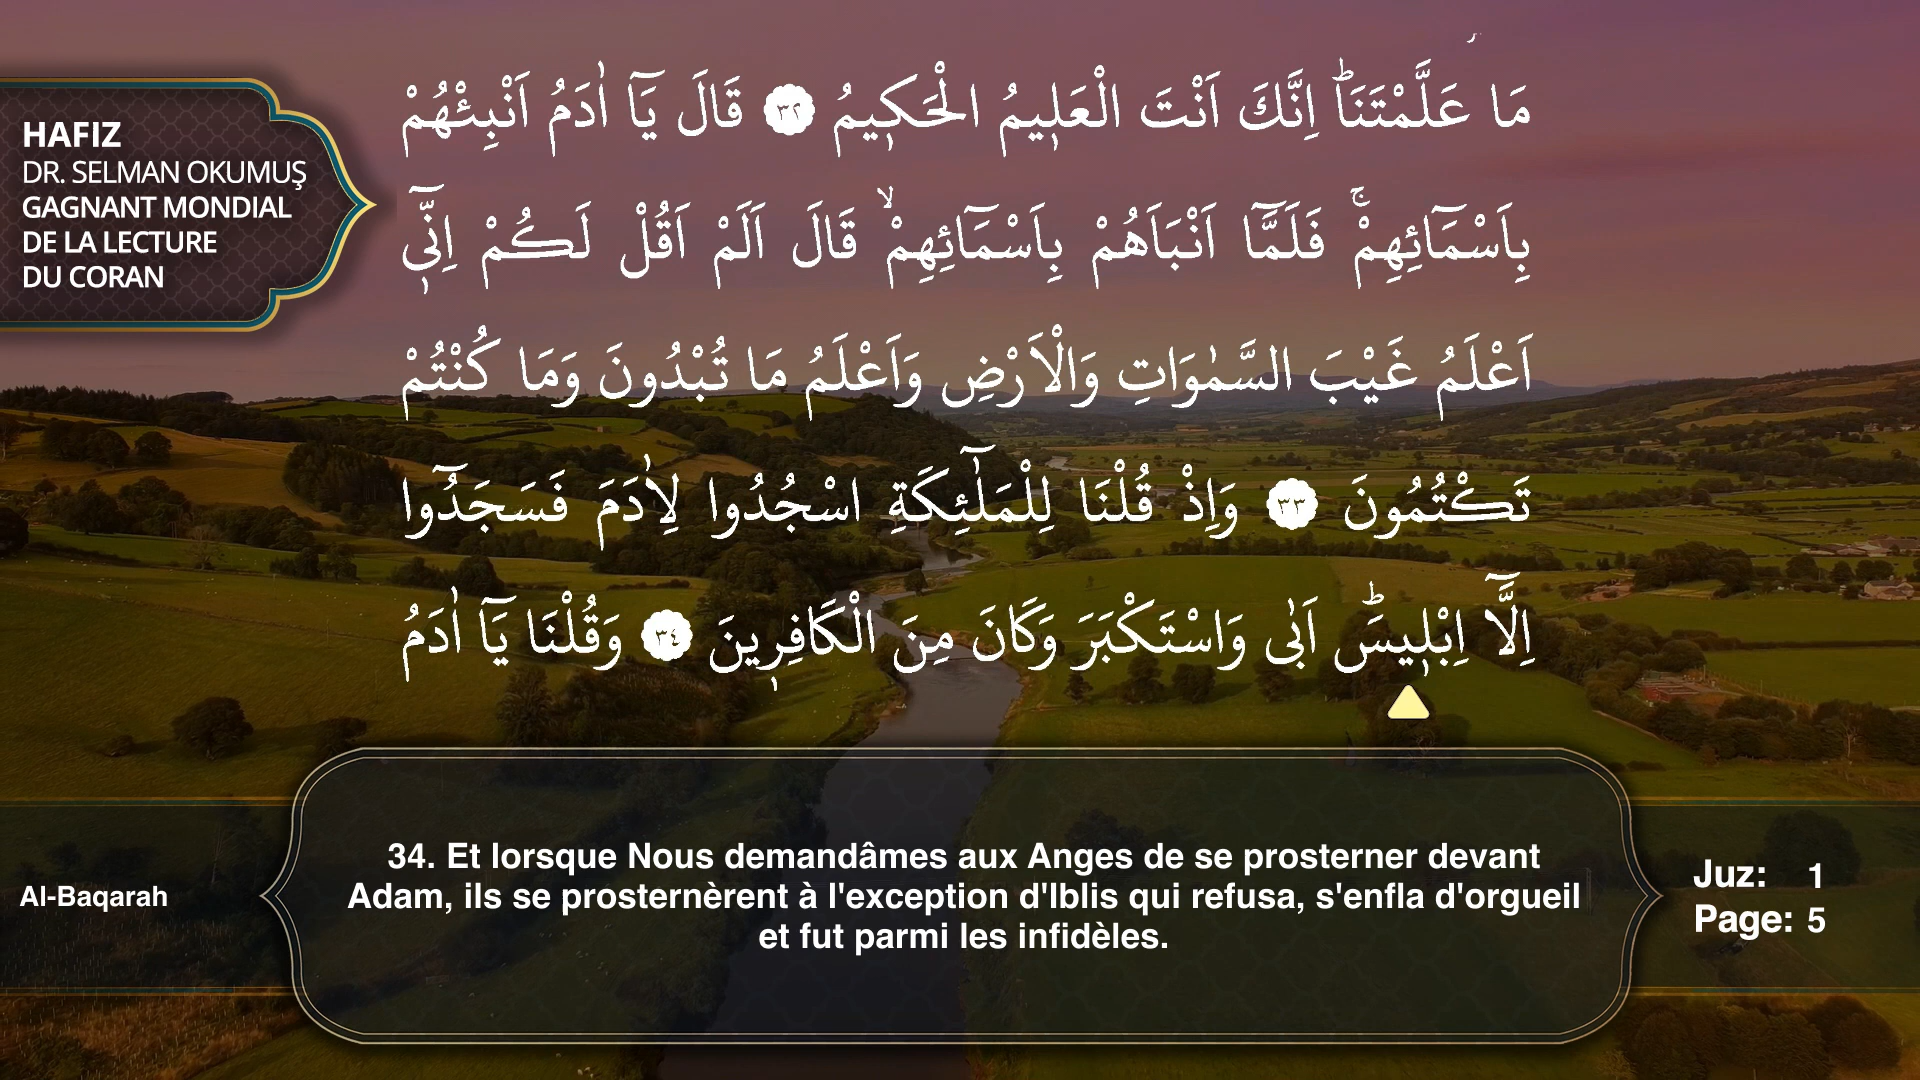 HAFIZ
DR. SELMAN OKUMUŞ
GAGNANT MONDIAL
DE LA LECTURE
DU CORAN
مَا عَلَّمْتَنَاۜ اِنَّكَ اَنْتَ الْعَلٖيمُ الْحَكٖيمُ ٣٢ قَالَ يَٓا اٰدَمُ اَنْبِئْهُمْ
بِاَسْمَٓائِهِمْۚ فَلَمَّٓا اَنْبَاَهُمْ بِاَسْمَٓائِهِمْۙ قَالَ اَلَمْ اَقُلْ لَكُمْ اِنّٖٓى
اَعْلَمُ غَيْبَ السَّمٰوَاتِ وَالْاَرْضِ وَاَعْلَمُ مَا تُبْدُونَ وَمَا كُنْتُمْ
تَكْتُمُونَ ٣٣ وَاِذْ قُلْنَا لِلْمَلٰٓئِكَةِ اسْجُدُوا لِاٰدَمَ فَسَجَدُٓوا
اِلَّٓا اِبْلٖيسَۜ اَبٰى وَاسْتَكْبَرَ وَكَانَ مِنَ الْكَافِرٖينَ ٣٤ وَقُلْنَا يَٓا اٰدَمُ
34. Et lorsque Nous demandâmes aux Anges de se prosterner devant
Adam, ils se prosternèrent à l'exception d'Iblis qui refusa, s'enfla d'orgueil
et fut parmi les infidèles.
Al-Baqarah
Juz: 1
Page: 5